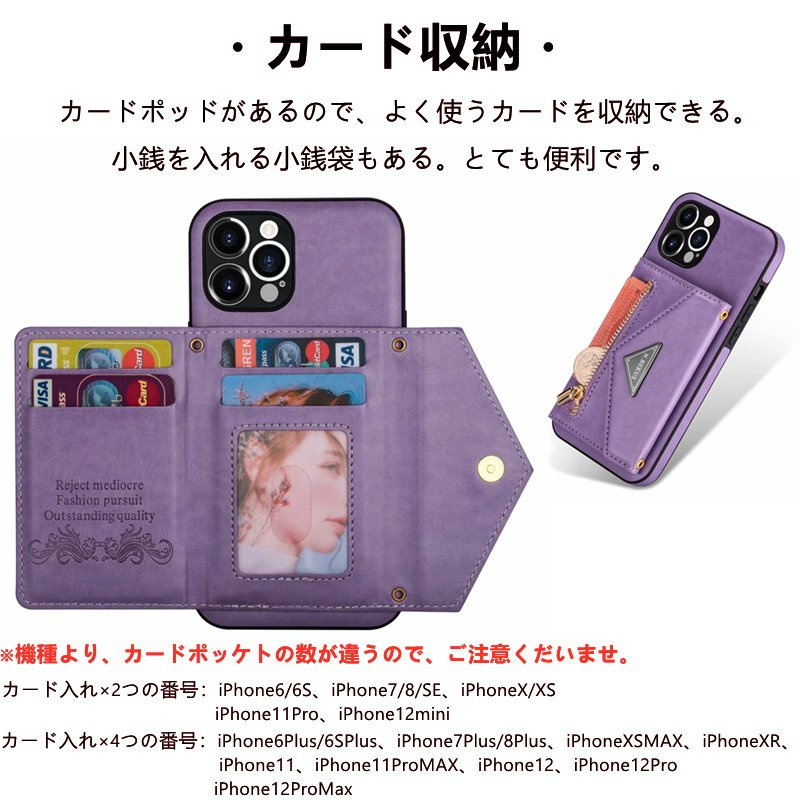 ・カード収納・
カードポッドがあるので、よく使うカードを収納できる。
小銭を入れる小銭袋もある。とても便利です。
Reject mediocre
Fashion pursuit
Outstanding quality
VISA
VISA
※機種より、カードポッケトの数が違うので、ご注意くだいませ。
カード入れ×2つの番号：iPhone6/6S、iPhone7/8/SE、iPhoneX/XS
iPhone11Pro、iPhone12mini
カード入れ×4つの番号：iPhone6Plus/6SPlus、iPhone7Plus/8Plus、iPhoneXSMAX、iPhoneXR、
iPhone11、iPhone11ProMAX、iPhone12、iPhone12Pro
iPhone12ProMax